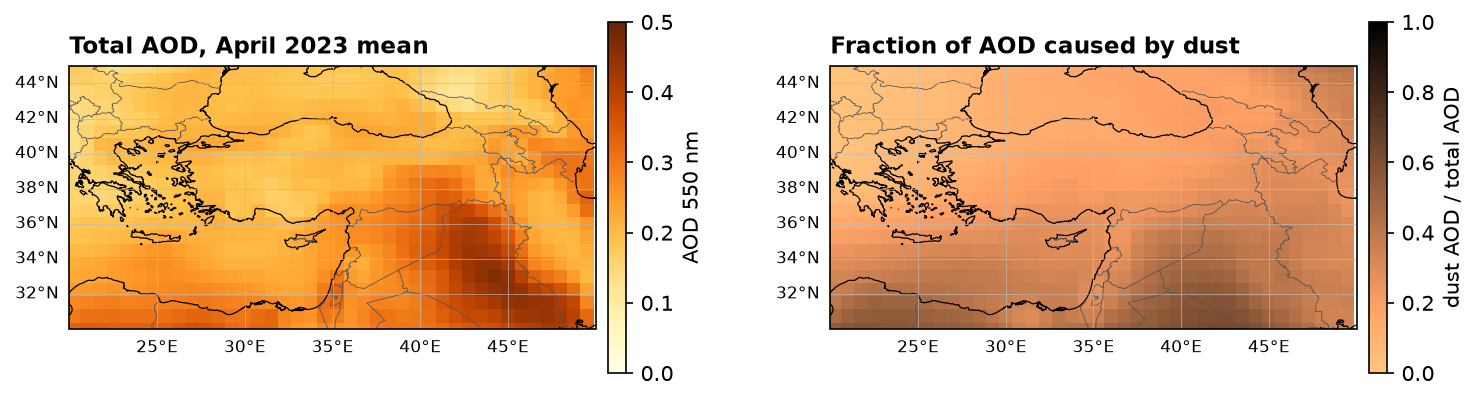 Total AOD, April 2023 mean
44°N
42°N
40°N
38°N
36°N
34°N
32°N
25°E
30°E
35°E
40°E
45°E
0.5
0.4
0.3
0.2
0.1
0.0
AOD 550 nm
Fraction of AOD caused by dust
44°N
42°N
40°N
38°N
36°N
34°N
32°N
25°E
30°E
35°E
40°E
45°E
1.0
0.8
0.6
0.4
0.2
0.0
dust AOD / total AOD